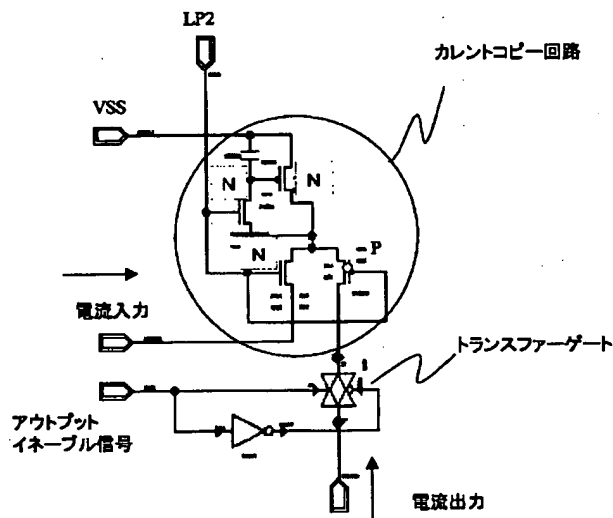 LP2
カレントコピー回路
VSS
N
N
N
P
電流入力
トランスファーゲート
アウトプット
イネーブル信号
電流出力